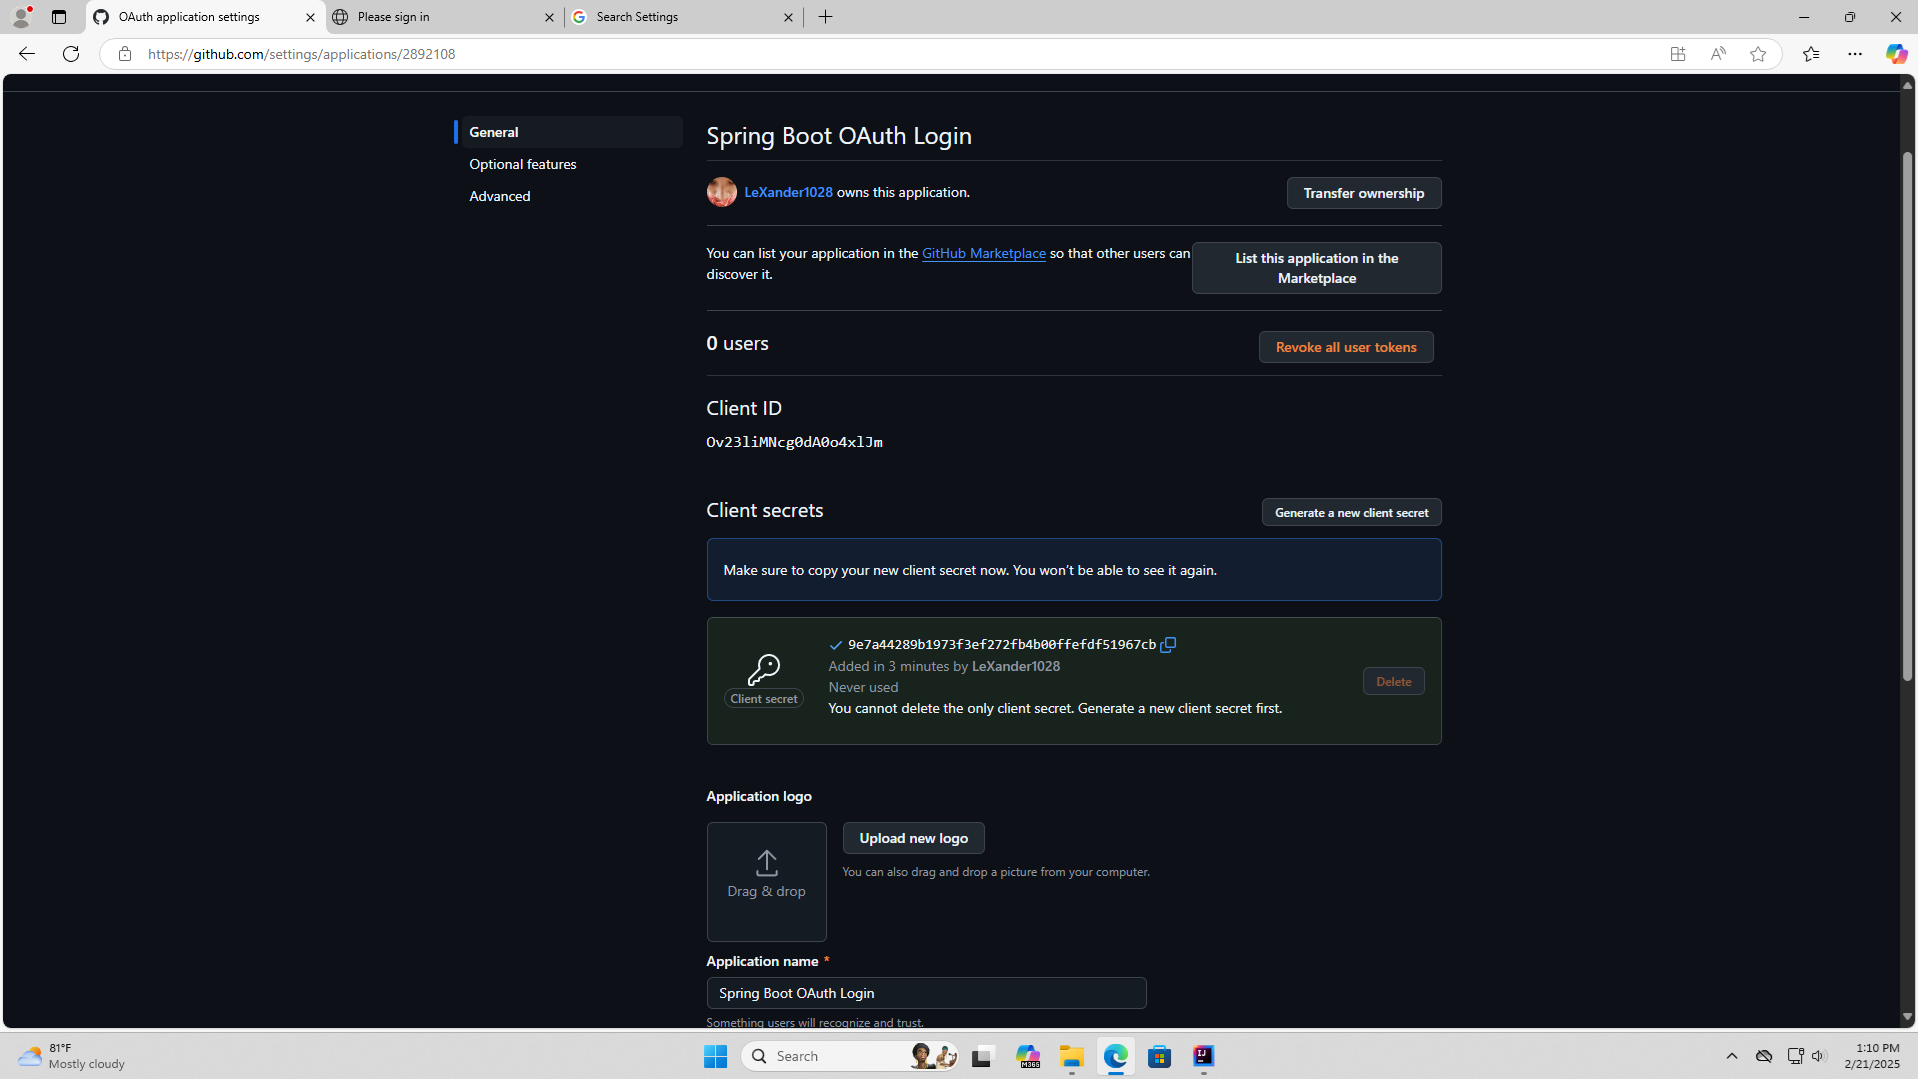 OAuth application settings
Please sign in
Search Settings
https://github.com/settings/applications/2892108
General
Optional features
Advanced
Spring Boot OAuth Login
LeXander1028 owns this application.
Transfer ownership
You can list your application in the GitHub Marketplace so that other users can
discover it.
List this application in the
Marketplace
0 users
Revoke all user tokens
Client ID
Ov23liMNcg0dA0o4xlJm
Client secrets
Generate a new client secret
Make sure to copy your new client secret now. You won't be able to see it again.
9e7a44289b1973f3ef272fb4b00ffefdf51967cb
Added in 3 minutes by LeXander1028
Never used
You cannot delete the only client secret. Generate a new client secret first.
Client secret
Delete
Application logo
Drag & drop
Upload new logo
You can also drag and drop a picture from your computer.
Application name *
Spring Boot OAuth Login
Something users will recognize and trust.
81°F
Mostly cloudy
Search
M365
IJ
1:10 PM
2/21/2025